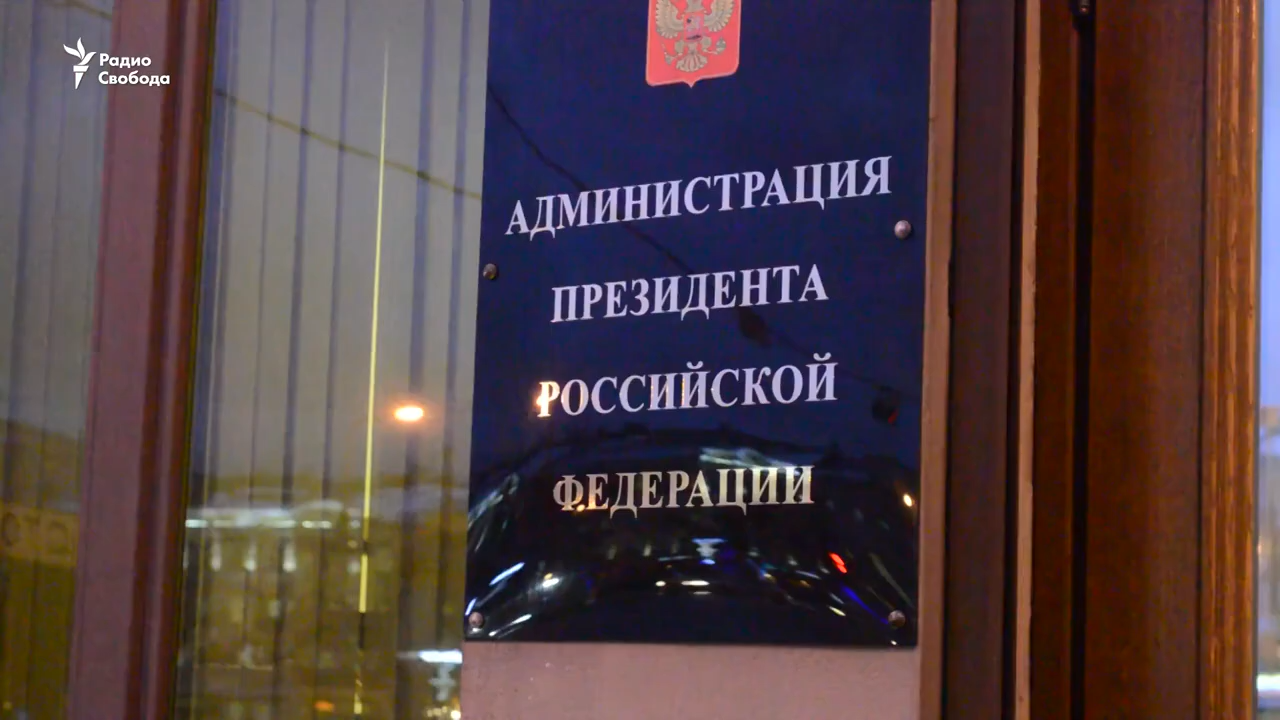 Радио
Свобода
АДМИНИСТРАЦИЯ
ПРЕЗИДЕНТА
РОССИЙСКОЙ
ФЕДЕРАЦИИ